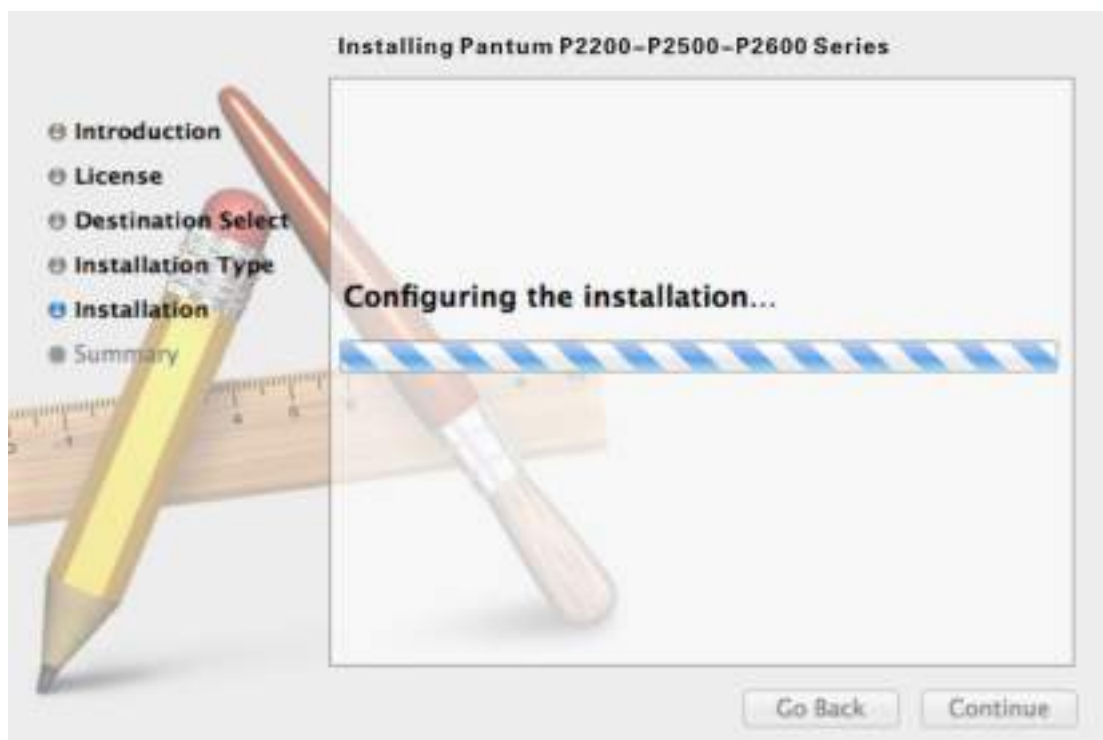 Installing Pantum P2200-P2500-P2600 Series
Introduction
License
Destination Select
Installation Type
Installation
Summary
Configuring the installation...
Go Back
Continue